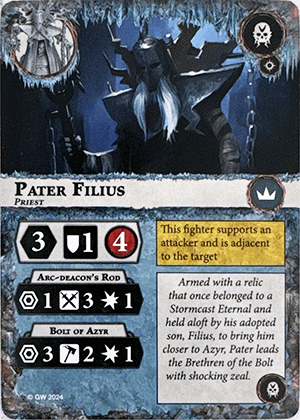 PATER FILIUS
PRIEST
3 1 4
ARC-DEACON'S ROD
1 3 1
BOLT OF AZYR
3 2 1
© GW 2024
This fighter supports an
attacker and is adjacent
to the target
Armed with a relic
that once belonged to a
Stormcast Eternal and
held aloft by his adopted
son, Filius, to bring him
closer to Azyr, Pater leads
the Brethren of the Bolt
with shocking zeal.